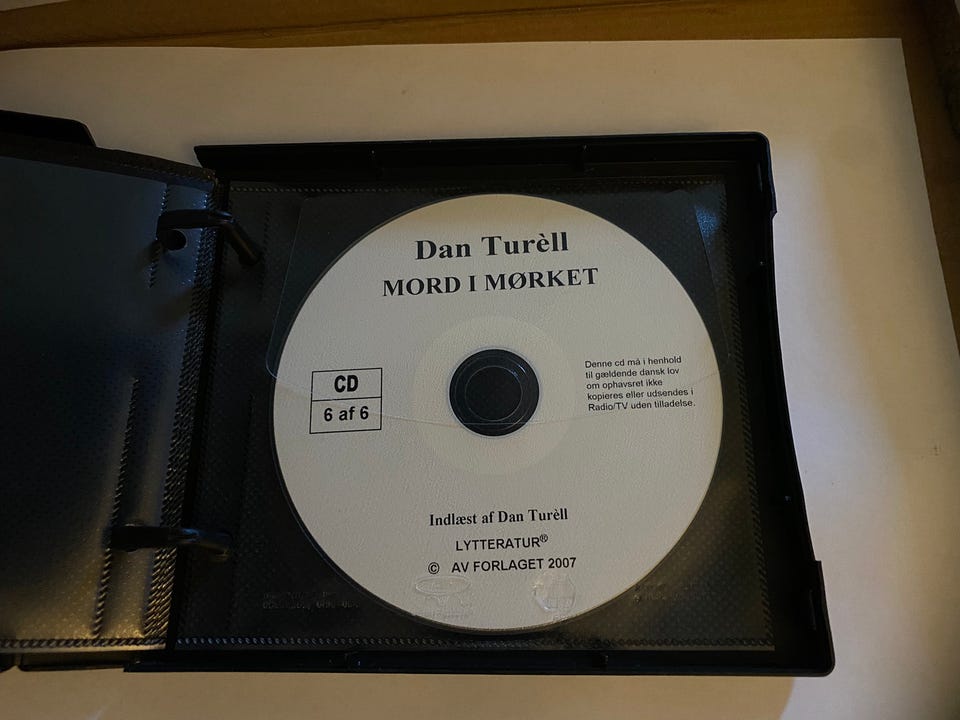 Dan Turèll
MORD I MØRKET
CD
6 af 6
Denne cd må i henhold
til gældende dansk lov
om ophavsret ikke
kopieres eller udsendes i
Radio/TV uden tilladelse.
Indlæst af Dan Turèll
LYTTERATUR®
© AV FORLAGET 2007